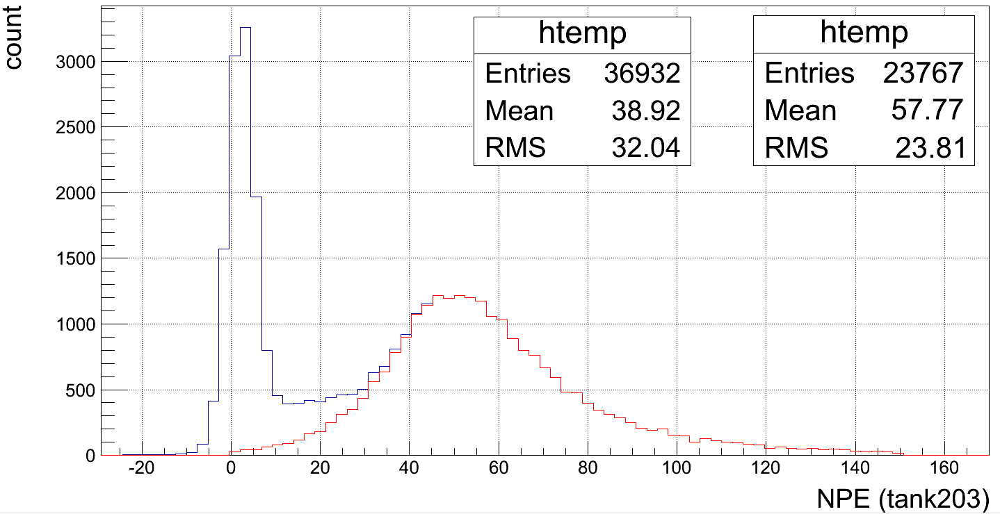 count
htemp
Entries 36932
Mean 38.92
RMS 32.04
htemp
Entries 23767
Mean 57.77
RMS 23.81
3000
2500
2000
1500
1000
500
0
-20 0 20 40 60 80 100 120 140 160
NPE (tank203)